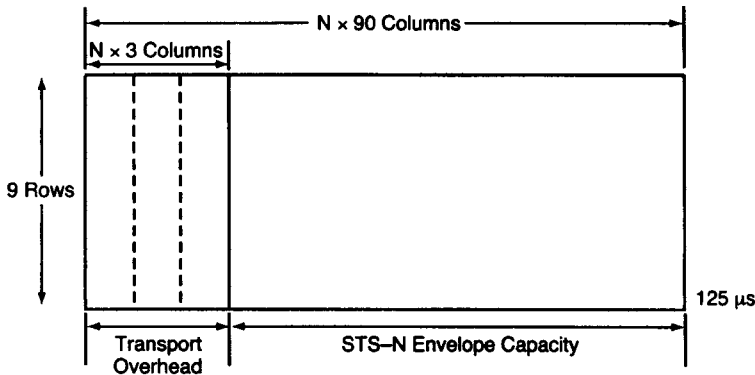 N × 90 Columns
N × 3 Columns
9 Rows
125 μs
Transport
Overhead
STS–N Envelope Capacity